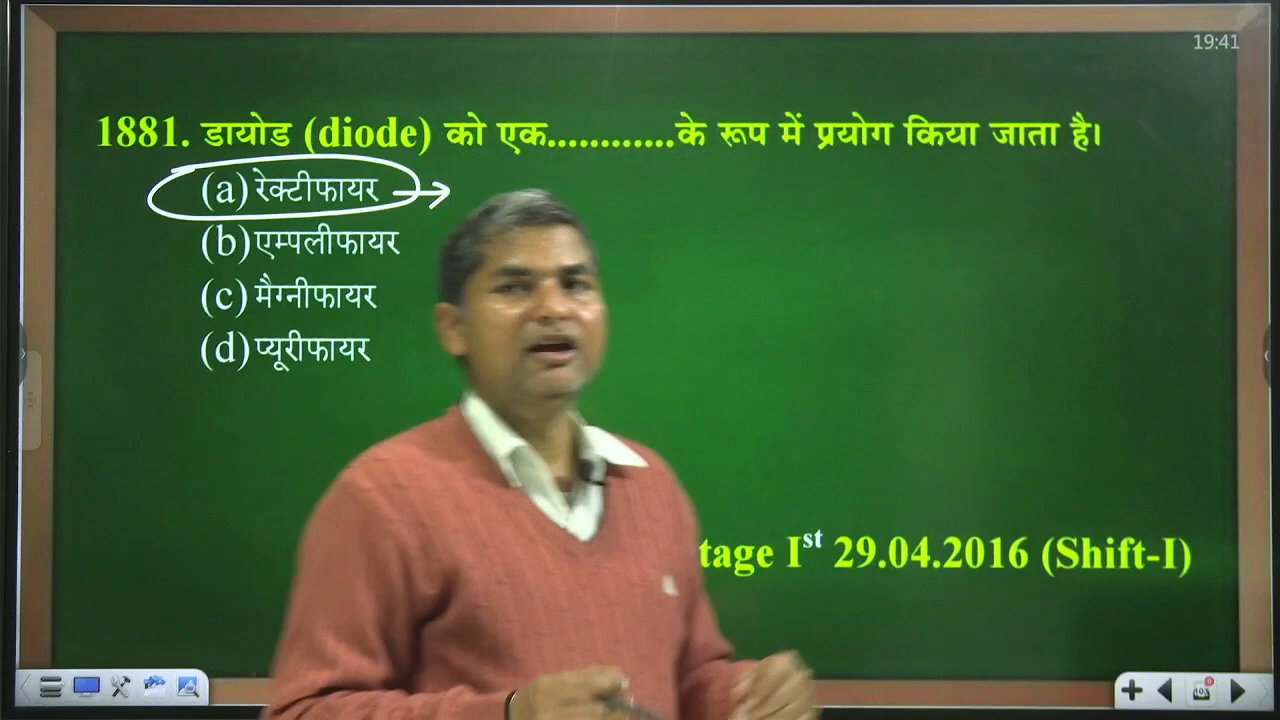 19:41
1881. डायोड (diode) को एक............के रूप में प्रयोग किया जाता है।
(a) रेक्टीफायर
(b) एम्पलीफायर
(c) मैग्नीफायर
(d) प्यूरीफायर
tage Ist 29.04.2016 (Shift-I)